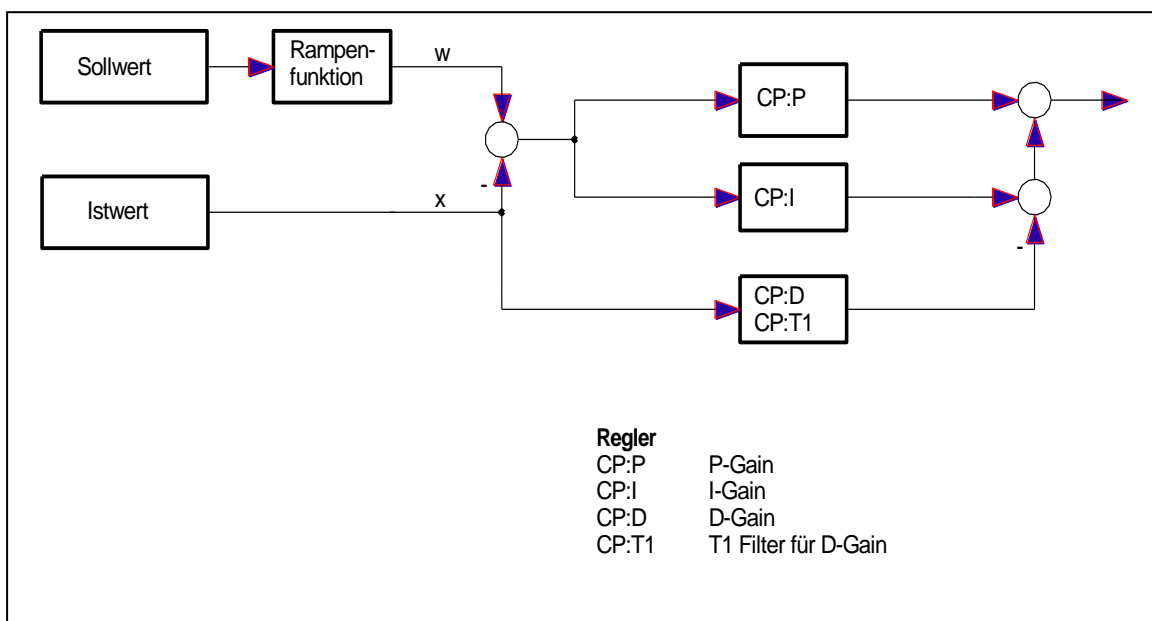 Sollwert
Rampen-
funktion
w
CP:P
-
Istwert
x
CP:I
-
CP:D
CP:T1
Regler
CP:P P-Gain
CP:I I-Gain
CP:D D-Gain
CP:T1 T1 Filter für D-Gain